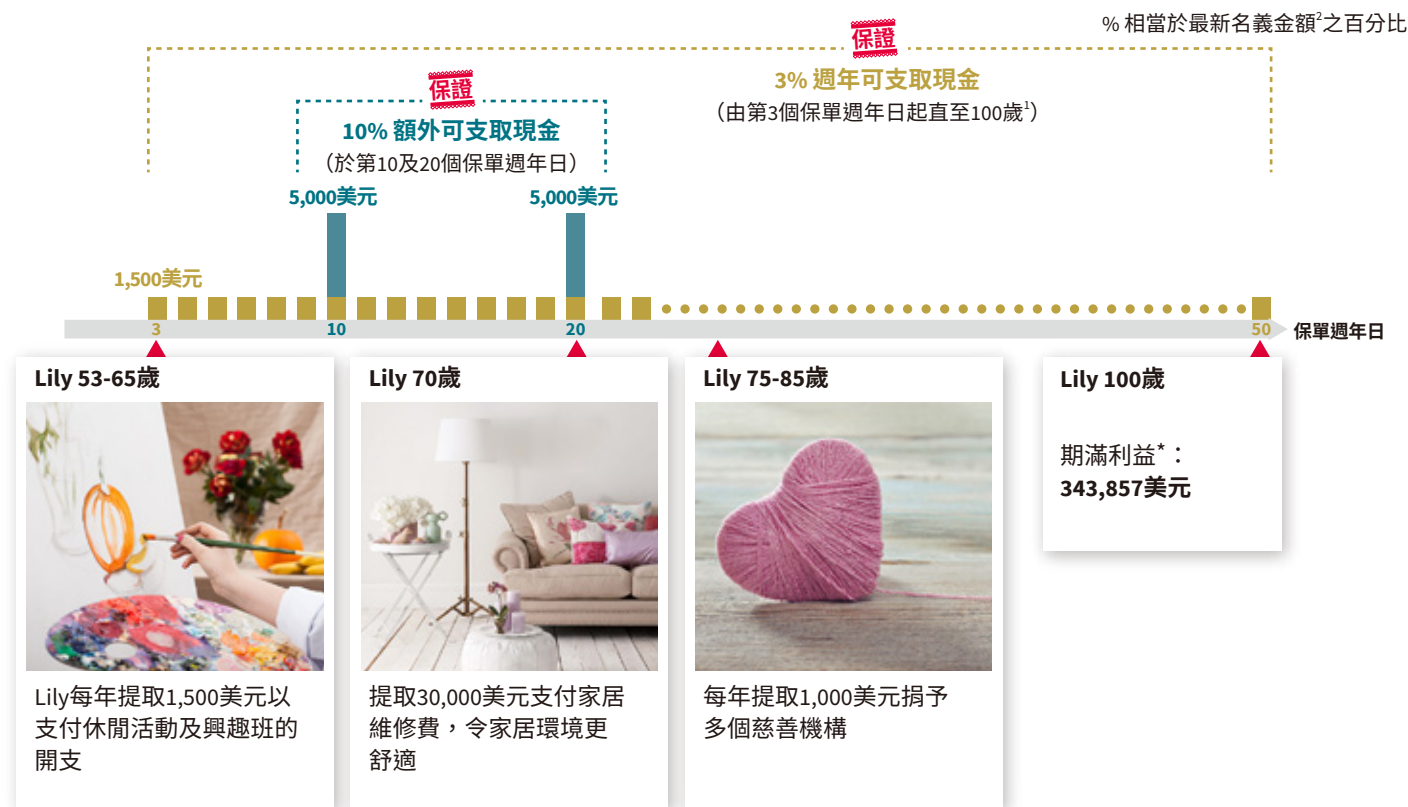 % 相當於最新名義金額²之百分比
保證
3% 週年可支取現金
（由第3個保單週年日起直至100歲¹）
保證
10% 額外可支取現金
（於第10及20個保單週年日）
5,000美元
5,000美元
1,500美元
3
10
20
50
保單週年日
Lily 53-65歲
Lily每年提取1,500美元以
支付休閒活動及興趣班的
開支
Lily 70歲
提取30,000美元支付家居
維修費，令家居環境更
舒適
Lily 75-85歲
每年提取1,000美元捐予
多個慈善機構
Lily 100歲
期滿利益*：
343,857美元